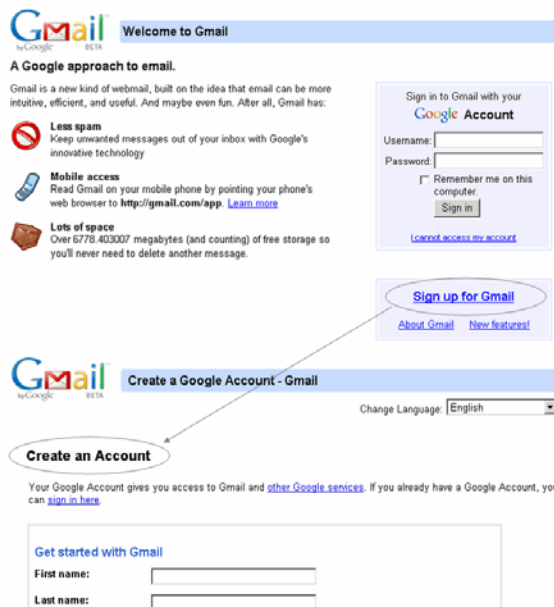 Gmail
by Google BETA
Welcome to Gmail
A Google approach to email.
Gmail is a new kind of webmail, built on the idea that email can be more
intuitive, efficient, and useful. And maybe even fun. After all, Gmail has:
Less spam
Keep unwanted messages out of your inbox with Google's
innovative technology
Mobile access
Read Gmail on your mobile phone by pointing your phone's
web browser to http://gmail.com/app. Learn more
Lots of space
Over 6778.403007 megabytes (and counting) of free storage so
you'll never need to delete another message.
Sign in to Gmail with your
Google Account
Username:
Password:
Remember me on this
computer.
Sign in
I cannot access my account
Sign up for Gmail
About Gmail New features!
Gmail
by Google BETA
Create a Google Account - Gmail
Change Language: English
Create an Account
Your Google Account gives you access to Gmail and other Google services. If you already have a Google Account, you
can sign in here.
Get started with Gmail
First name:
Last name: